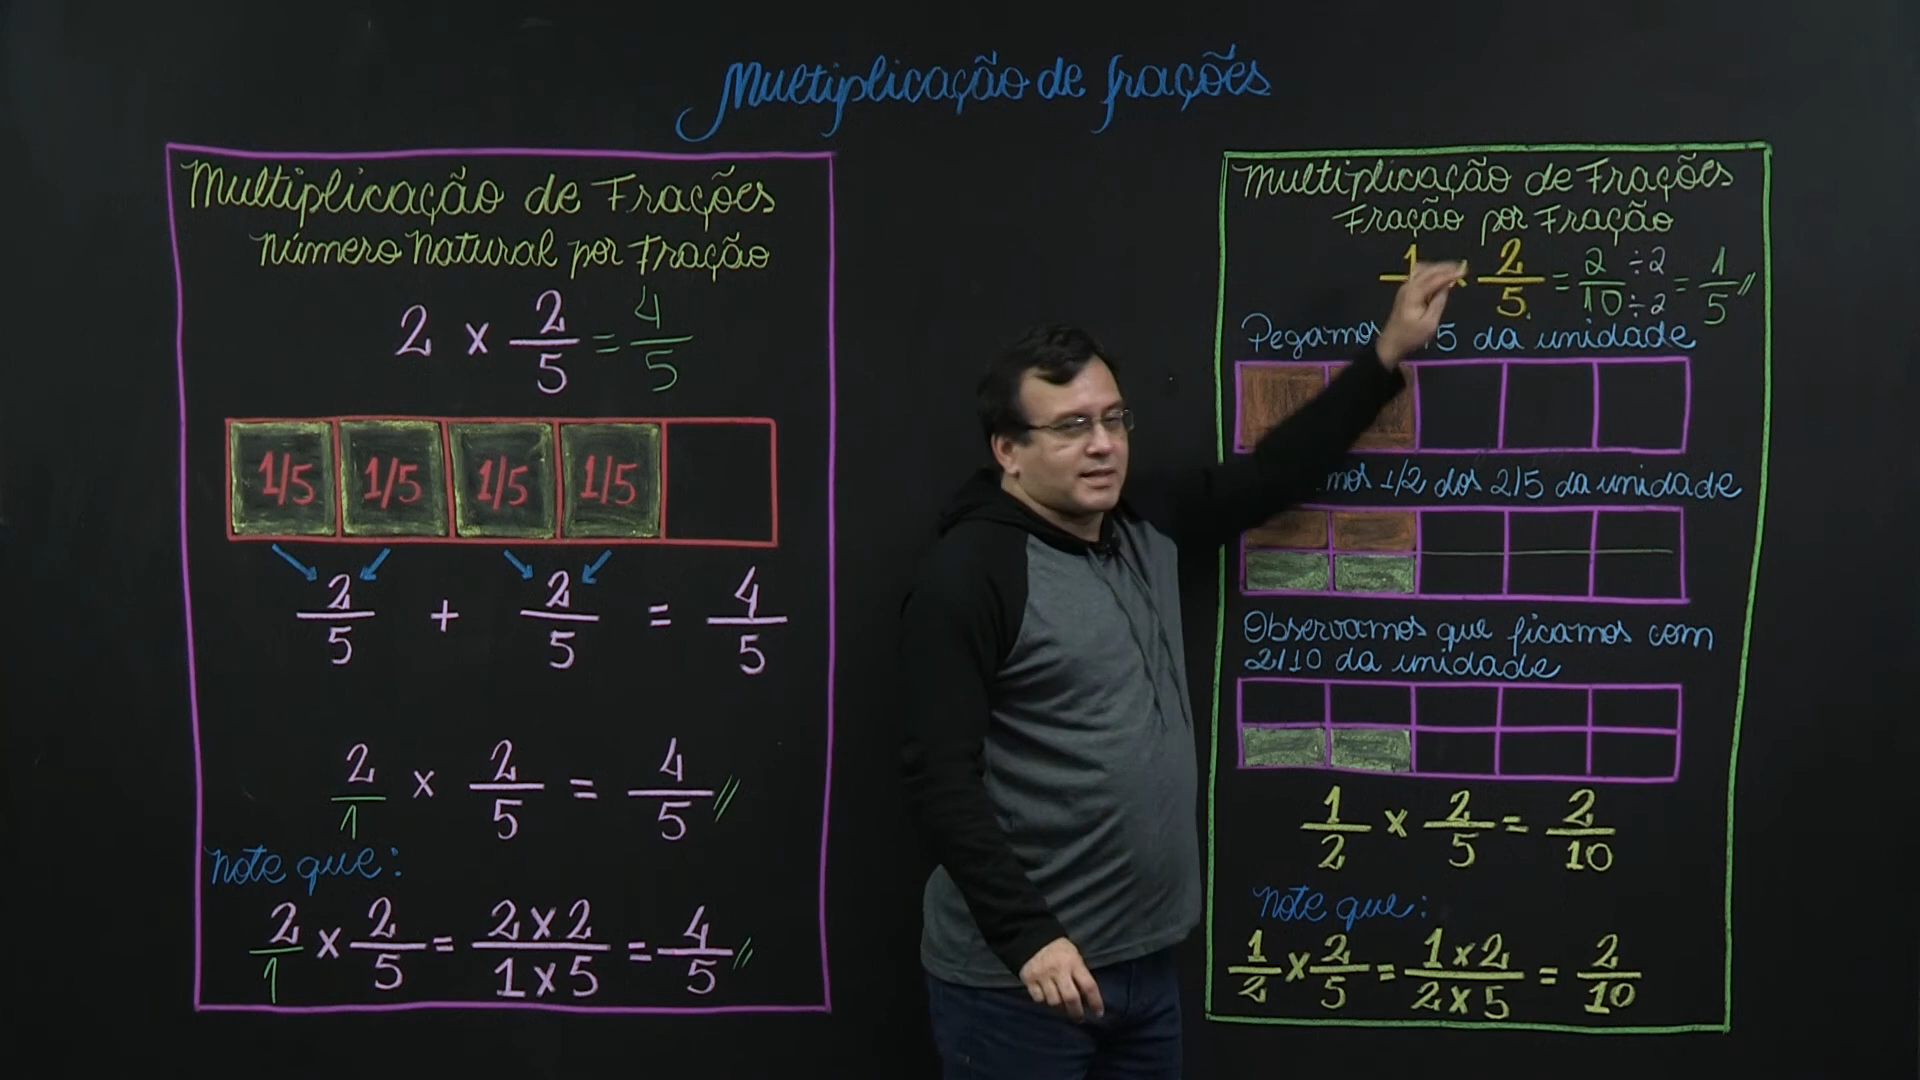 Multiplicação de frações
Multiplicação de Frações
Número Natural por Fração
2 x 2/5 = 4/5
1/5 1/5 1/5 1/5
2/5 + 2/5 = 4/5
2/1 x 2/5 = 4/5 //
Note que:
2/1 x 2/5 = 2x2/1x5 = 4/5 //
Multiplicação de Frações
Fração por Fração
1 x 2/5 = 2÷2/10÷2 = 1/5 //
Pegamos /5 da unidade
mos 1/2 dos 2/5 da unidade
Observamos que ficamos com
2/10 da unidade
1/2 x 2/5 = 2/10
Note que:
1/2 x 2/5 = 1x2/2x5 = 2/10